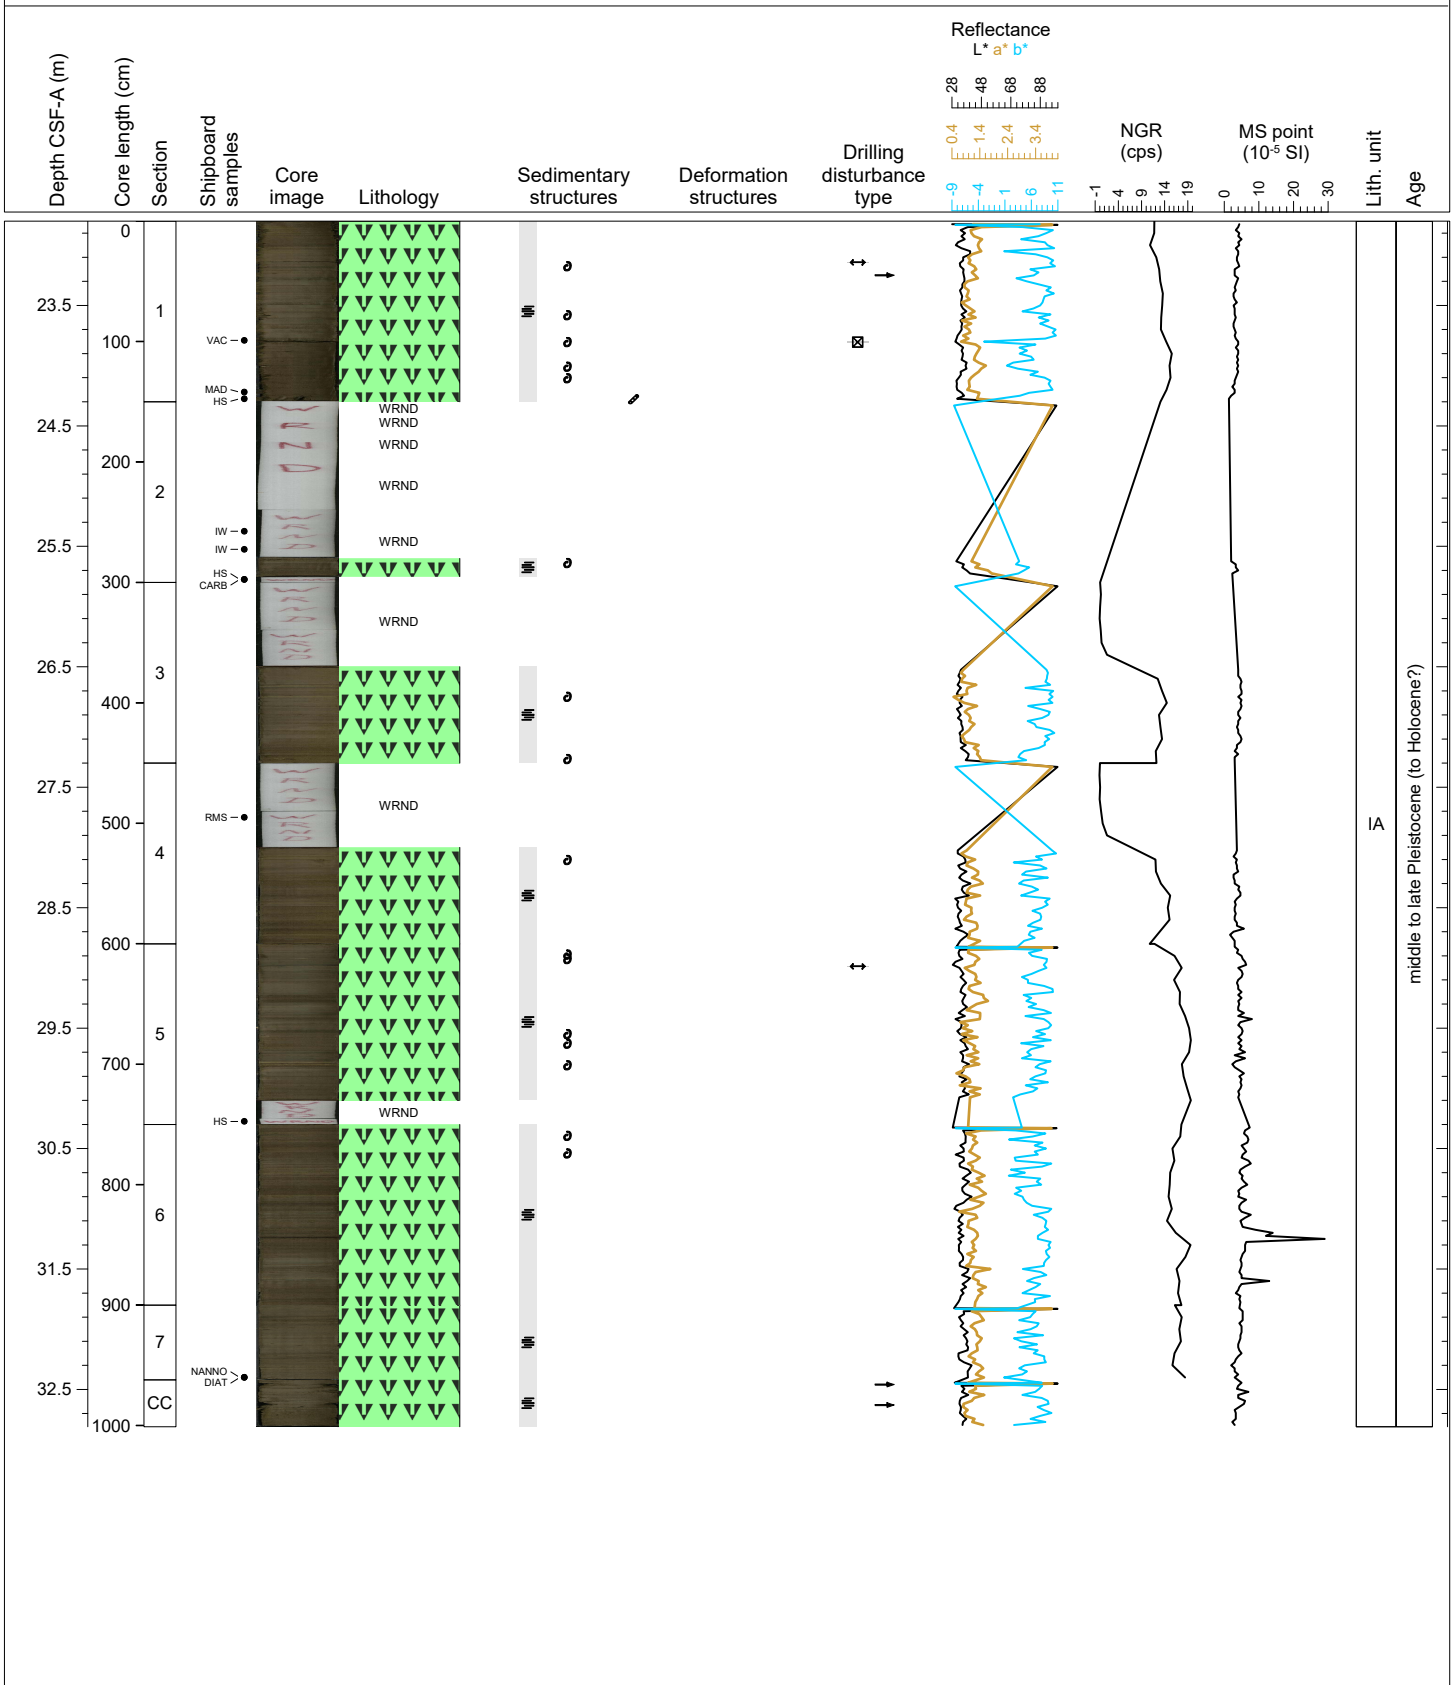 Reflectance
L* a* b*
Depth CSF-A (m)
Core length (cm)
Section
Shipboard
samples
Core
image
Lithology
Sedimentary
structures
Deformation
structures
Drilling
disturbance
type
28 48 68 88
0.4 1.4 2.4 3.4
-9 -4 1 6 11
NGR
(cps)
-1 4 9 14 19
MS point
(10-5 SI)
0 10 20 30
Lith. unit
Age
0
23.5
1
100
VAC
MAD
HS
WRND
WRND
24.5
WRND
200
2
WRND
IW
WRND
25.5
IW
HS
300
CARB
WRND
26.5
3
400
27.5
WRND
500
RMS
4
IA
middle to late Pleistocene (to Holocene?)
28.5
600
29.5
5
700
WRND
HS
30.5
800
6
31.5
900
7
NANNO
DIAT
32.5
CC
1000